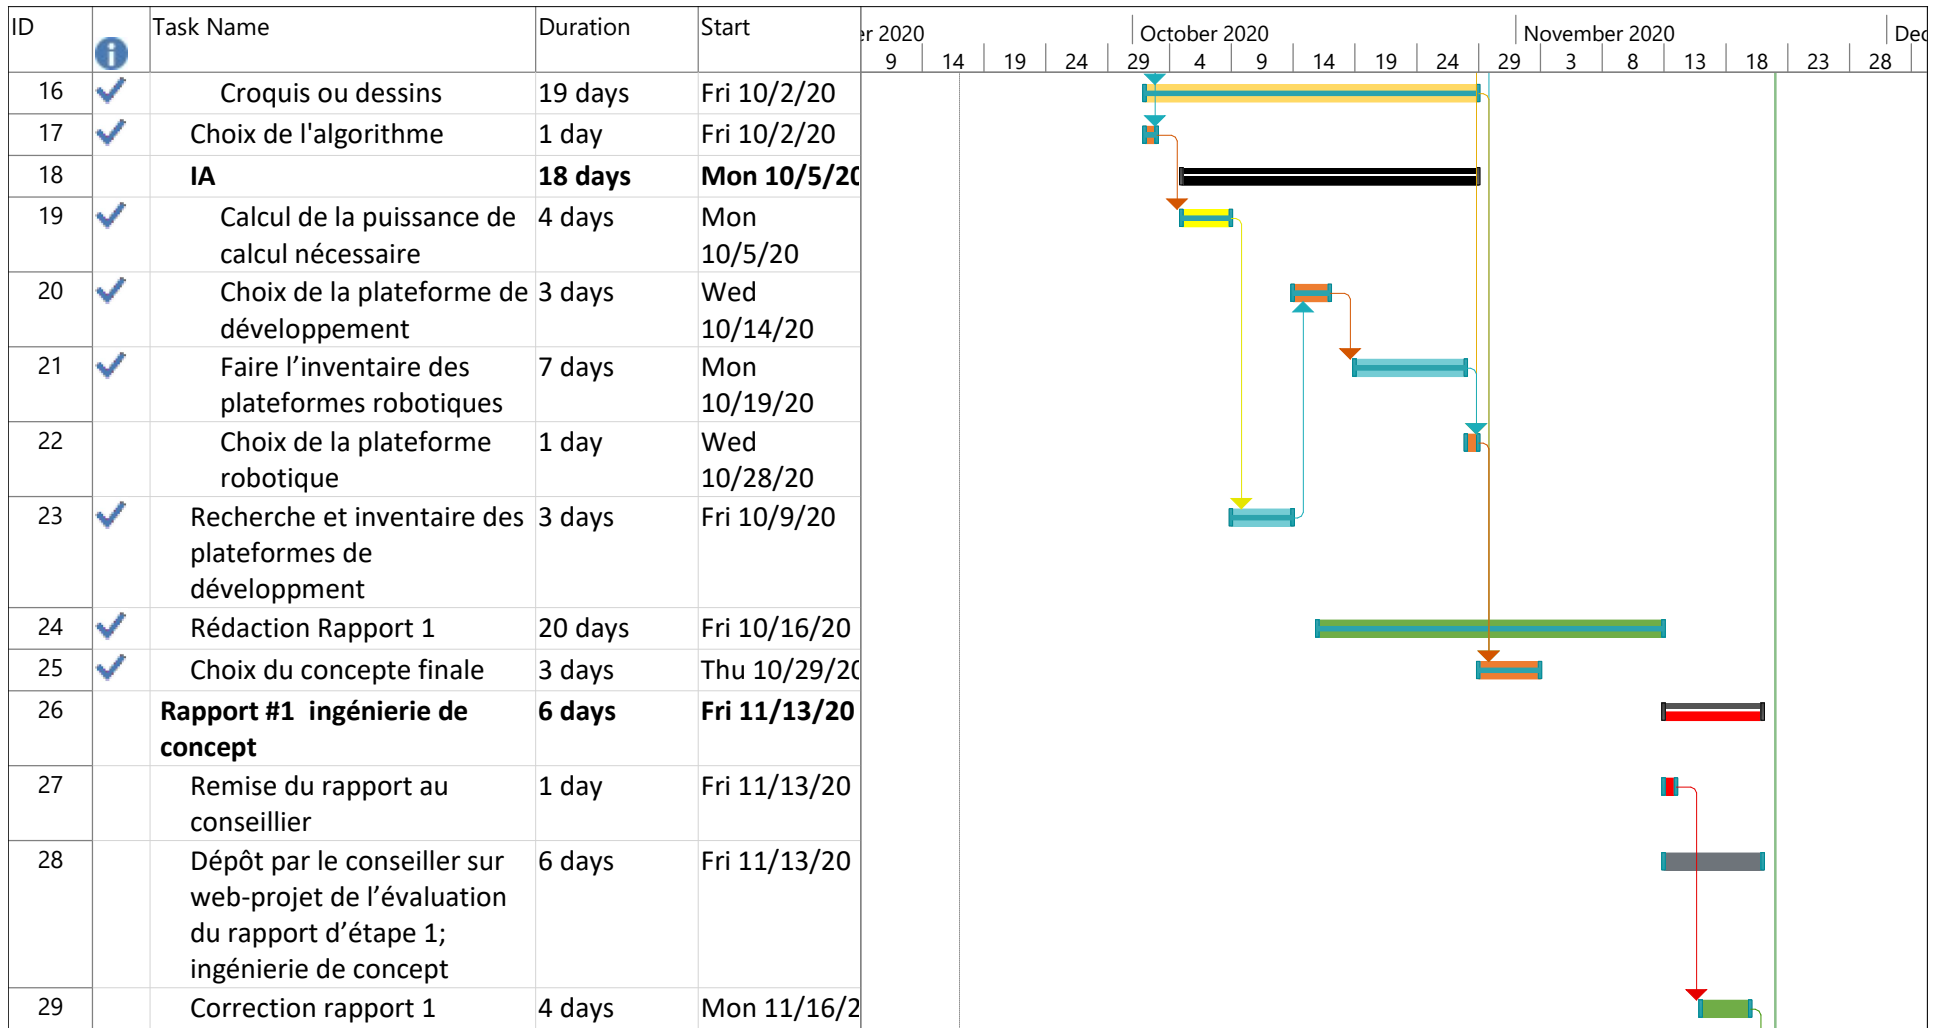 ID Task Name Duration Start er 2020 October 2020 November 2020 Dec
9 14 19 24 29 4 9 14 19 24 29 3 8 13 18 23 28
16 Croquis ou dessins 19 days Fri 10/2/20
17 Choix de l'algorithme 1 day Fri 10/2/20
18 IA 18 days Mon 10/5/20
19 Calcul de la puissance de 4 days Mon
calcul nécessaire 10/5/20
20 Choix de la plateforme de 3 days Wed
développement 10/14/20
21 Faire l’inventaire des 7 days Mon
plateformes robotiques 10/19/20
22 Choix de la plateforme 1 day Wed
robotique 10/28/20
23 Recherche et inventaire des 3 days Fri 10/9/20
plateformes de
développment
24 Rédaction Rapport 1 20 days Fri 10/16/20
25 Choix du concepte finale 3 days Thu 10/29/20
26 Rapport #1 ingénierie de 6 days Fri 11/13/20
concept
27 Remise du rapport au 1 day Fri 11/13/20
conseillier
28 Dépôt par le conseiller sur 6 days Fri 11/13/20
web-projet de l’évaluation
du rapport d’étape 1;
ingénierie de concept
29 Correction rapport 1 4 days Mon 11/16/2